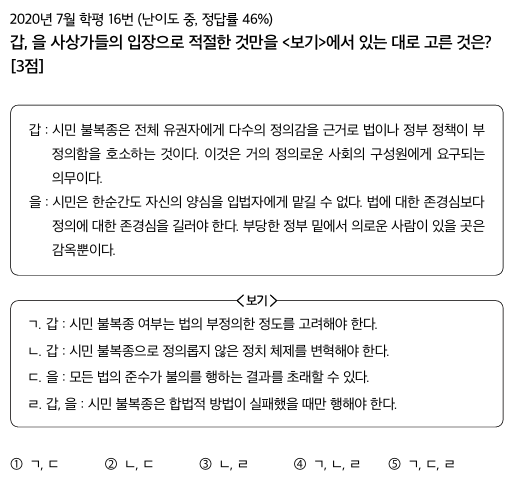 2020년 7월 학평 16번 (난이도 중, 정답률 46%)
갑, 을 사상가들의 입장으로 적절한 것만을 <보기>에서 있는 대로 고른 것은?
[3점]
갑 : 시민 불복종은 전체 유권자에게 다수의 정의감을 근거로 법이나 정부 정책이 부
정의함을 호소하는 것이다. 이것은 거의 정의로운 사회의 구성원에게 요구되는
의무이다.
을 : 시민은 한순간도 자신의 양심을 입법자에게 맡길 수 없다. 법에 대한 존경심보다
정의에 대한 존경심을 길러야 한다. 부당한 정부 밑에서 의로운 사람이 있을 곳은
감옥뿐이다.
<보기>
ㄱ. 갑 : 시민 불복종 여부는 법의 부정의한 정도를 고려해야 한다.
ㄴ. 갑 : 시민 불복종으로 정의롭지 않은 정치 체제를 변혁해야 한다.
ㄷ. 을 : 모든 법의 준수가 불의를 행하는 결과를 초래할 수 있다.
ㄹ. 갑, 을 : 시민 불복종은 합법적 방법이 실패했을 때만 행해야 한다.
① ㄱ, ㄷ ② ㄴ, ㄷ ③ ㄴ, ㄹ ④ ㄱ, ㄴ, ㄹ ⑤ ㄱ, ㄷ, ㄹ